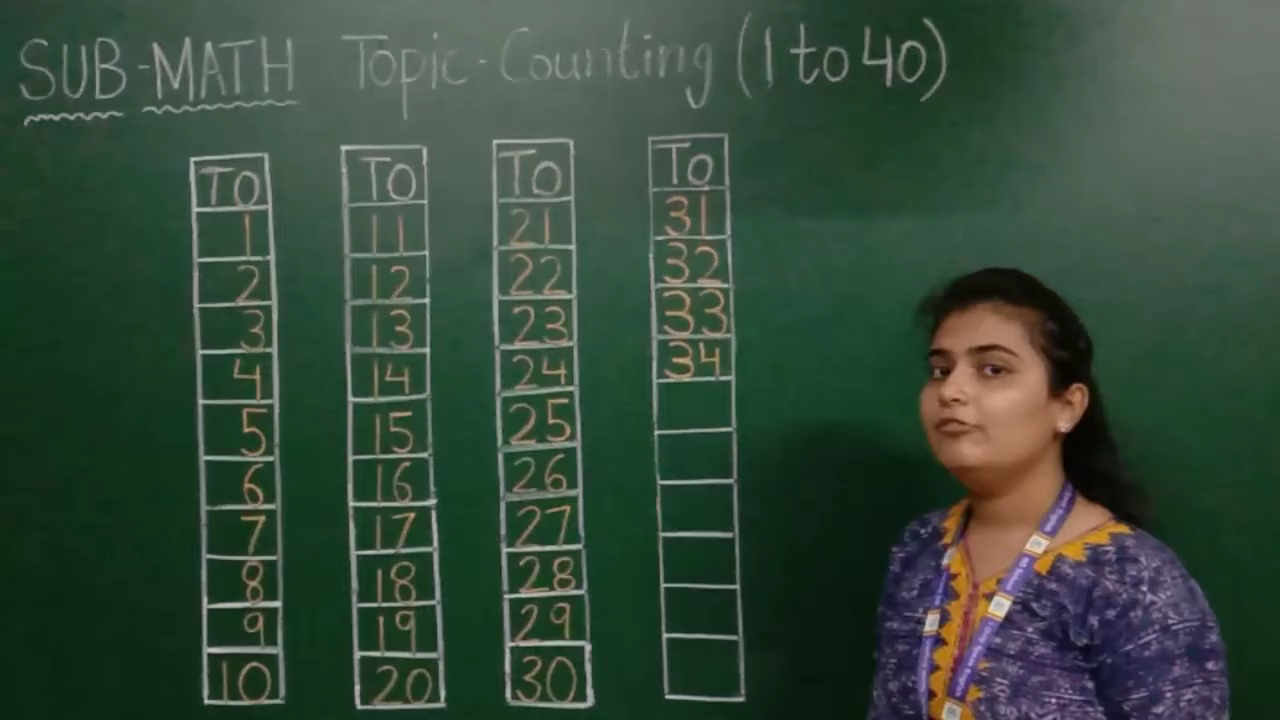 SUB-MATH Topic-Counting (1 to 40)
TO TO TO TO
1 11 21 31
2 12 22 32
3 13 23 33
4 14 24 34
5 15 25
6 16 26
7 17 27
8 18 28
9 19 29
10 20 30